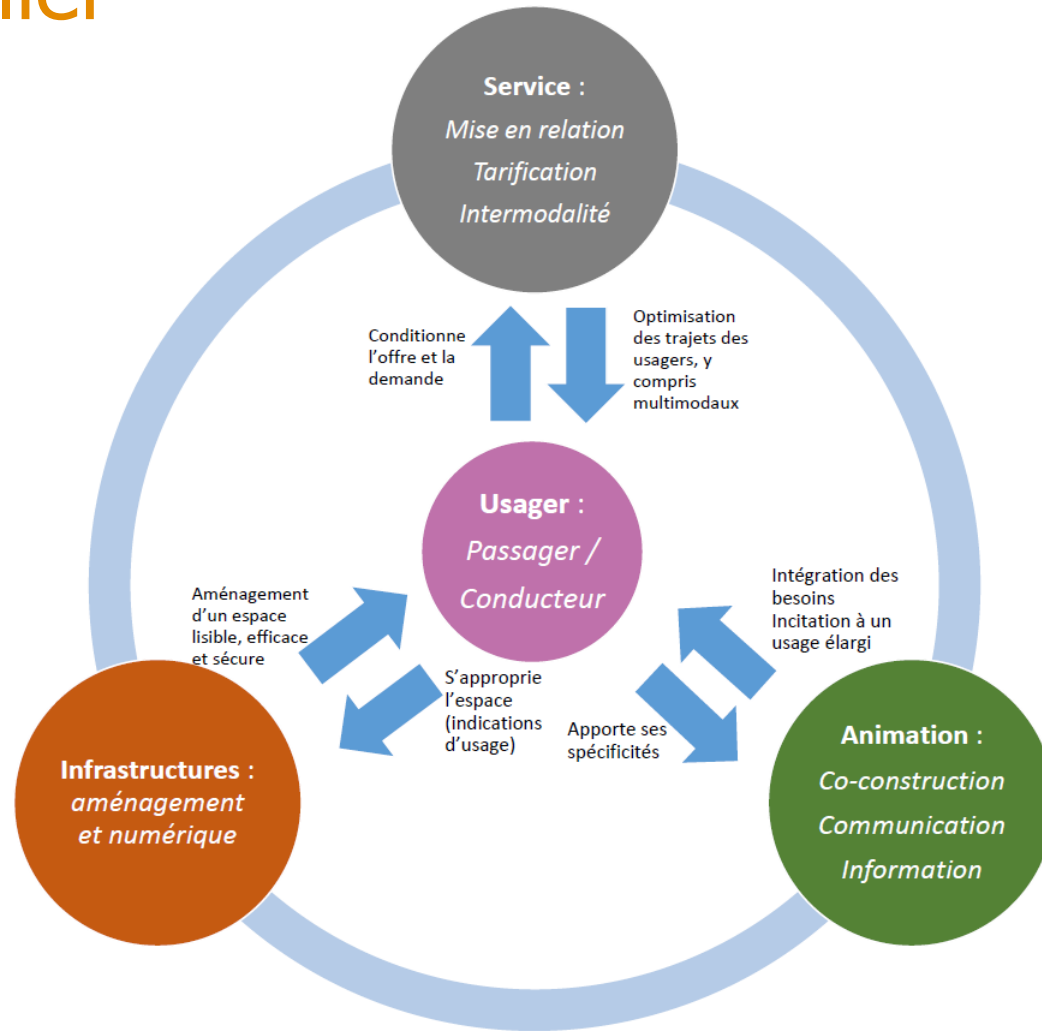 Service :
Mise en relation
Tarification
Intermodalité
Conditionne
l'offre et la
demande
Optimisation
des trajets des
usagers, y
compris
multimodaux
Usager :
Passager /
Conducteur
Aménagement
d'un espace
lisible, efficace
et sécure
S'approprie
l'espace
(indications
d'usage)
Intégration des
besoins
Incitation à un
usage élargi
Apporte ses
spécificités
Infrastructures :
aménagement
et numérique
Animation :
Co-construction
Communication
Information